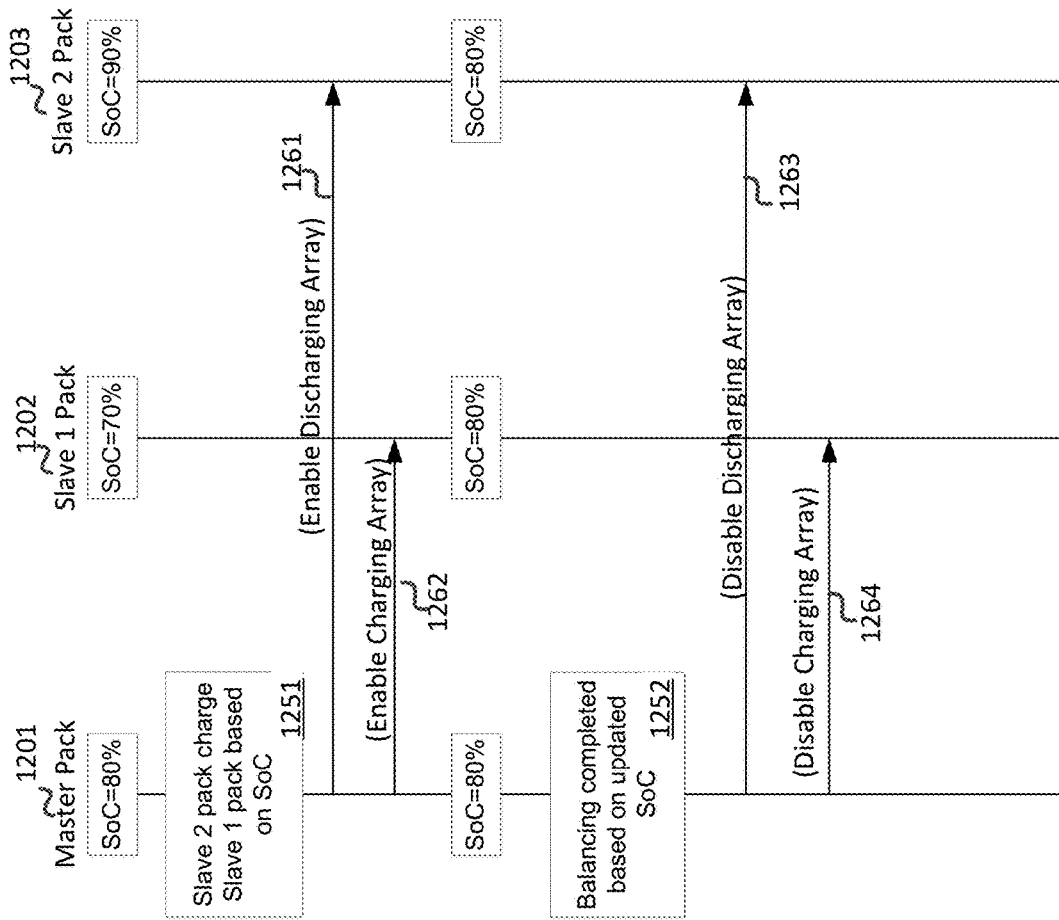 1201
Master Pack
1202
Slave 1 Pack
1203
Slave 2 Pack
SoC=80%
SoC=70%
SoC=90%
Slave 2 pack charge
Slave 1 pack based
on SoC
1251
(Enable Discharging Array)
1261
(Enable Charging Array)
1262
SoC=80%
SoC=80%
SoC=80%
Balancing completed
based on updated
SoC
1252
(Disable Discharging Array)
1263
(Disable Charging Array)
1264